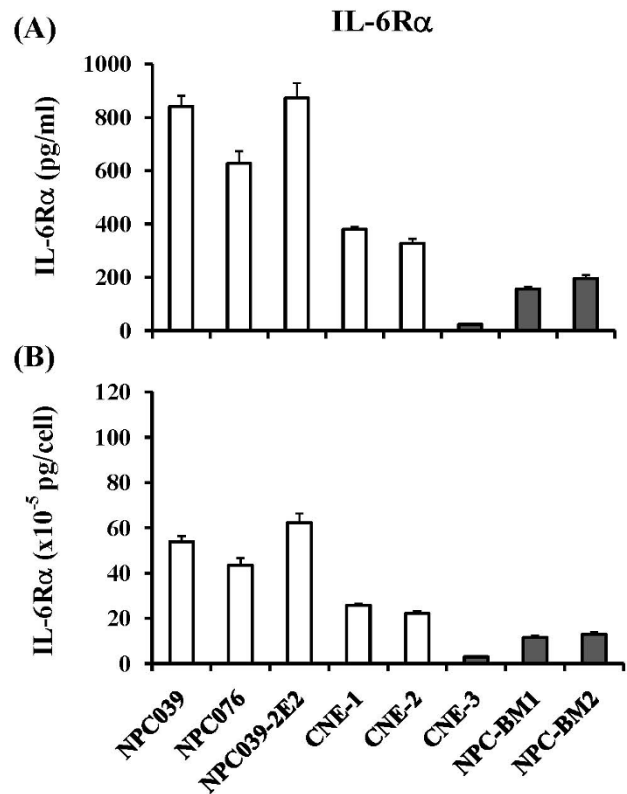 (A)
IL-6Rα
IL-6Rα (pg/ml)
1000
800
600
400
200
0
(B)
IL-6Rα (x10⁻⁵ pg/cell)
120
100
80
60
40
20
0
NPC039
NPC076
NPC039-2E2
CNE-1
CNE-2
CNE-3
NPC-BM1
NPC-BM2